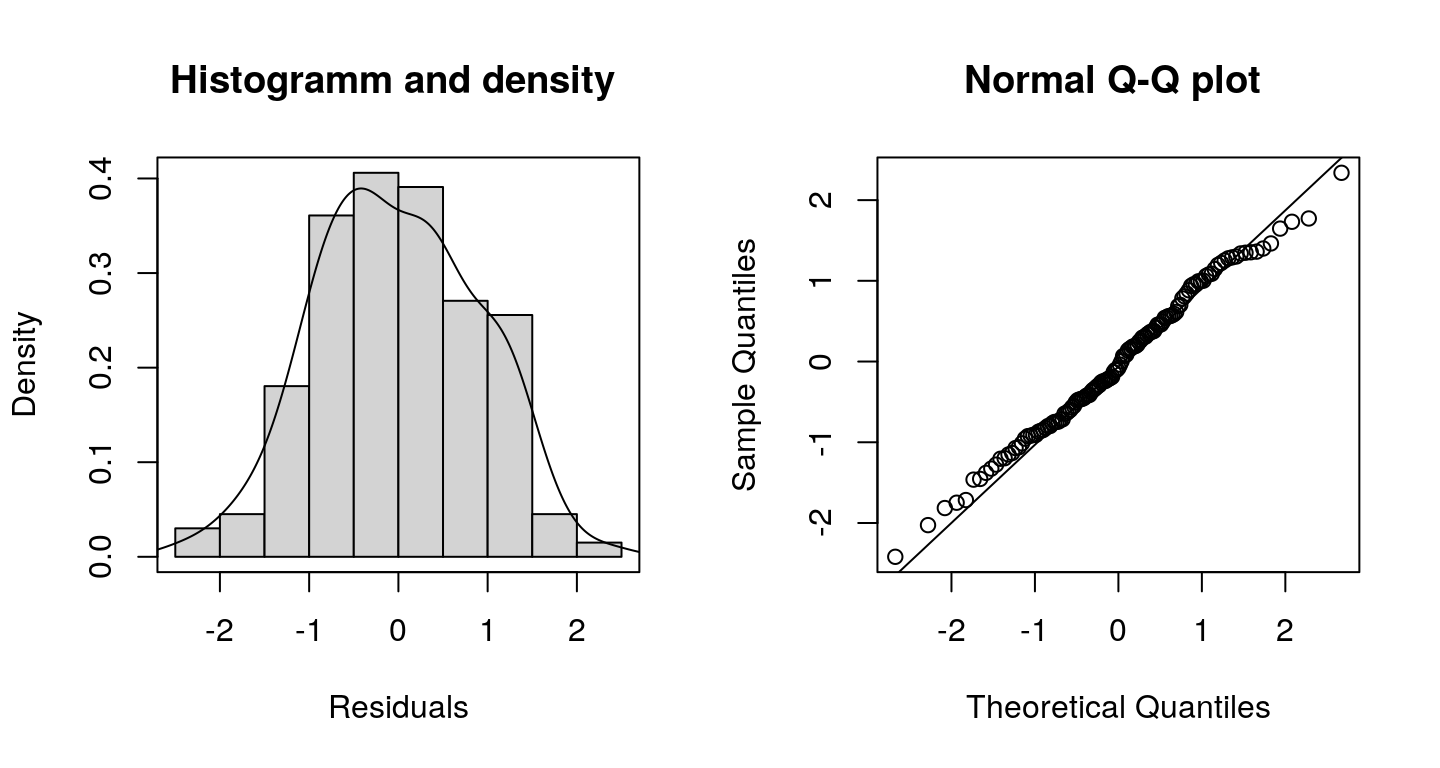 Histogramm and density
Density
0.0 0.1 0.2 0.3 0.4
-2 -1 0 1 2
Residuals
Normal Q-Q plot
Sample Quantiles
-2 -1 0 1 2
-2 -1 0 1 2
Theoretical Quantiles